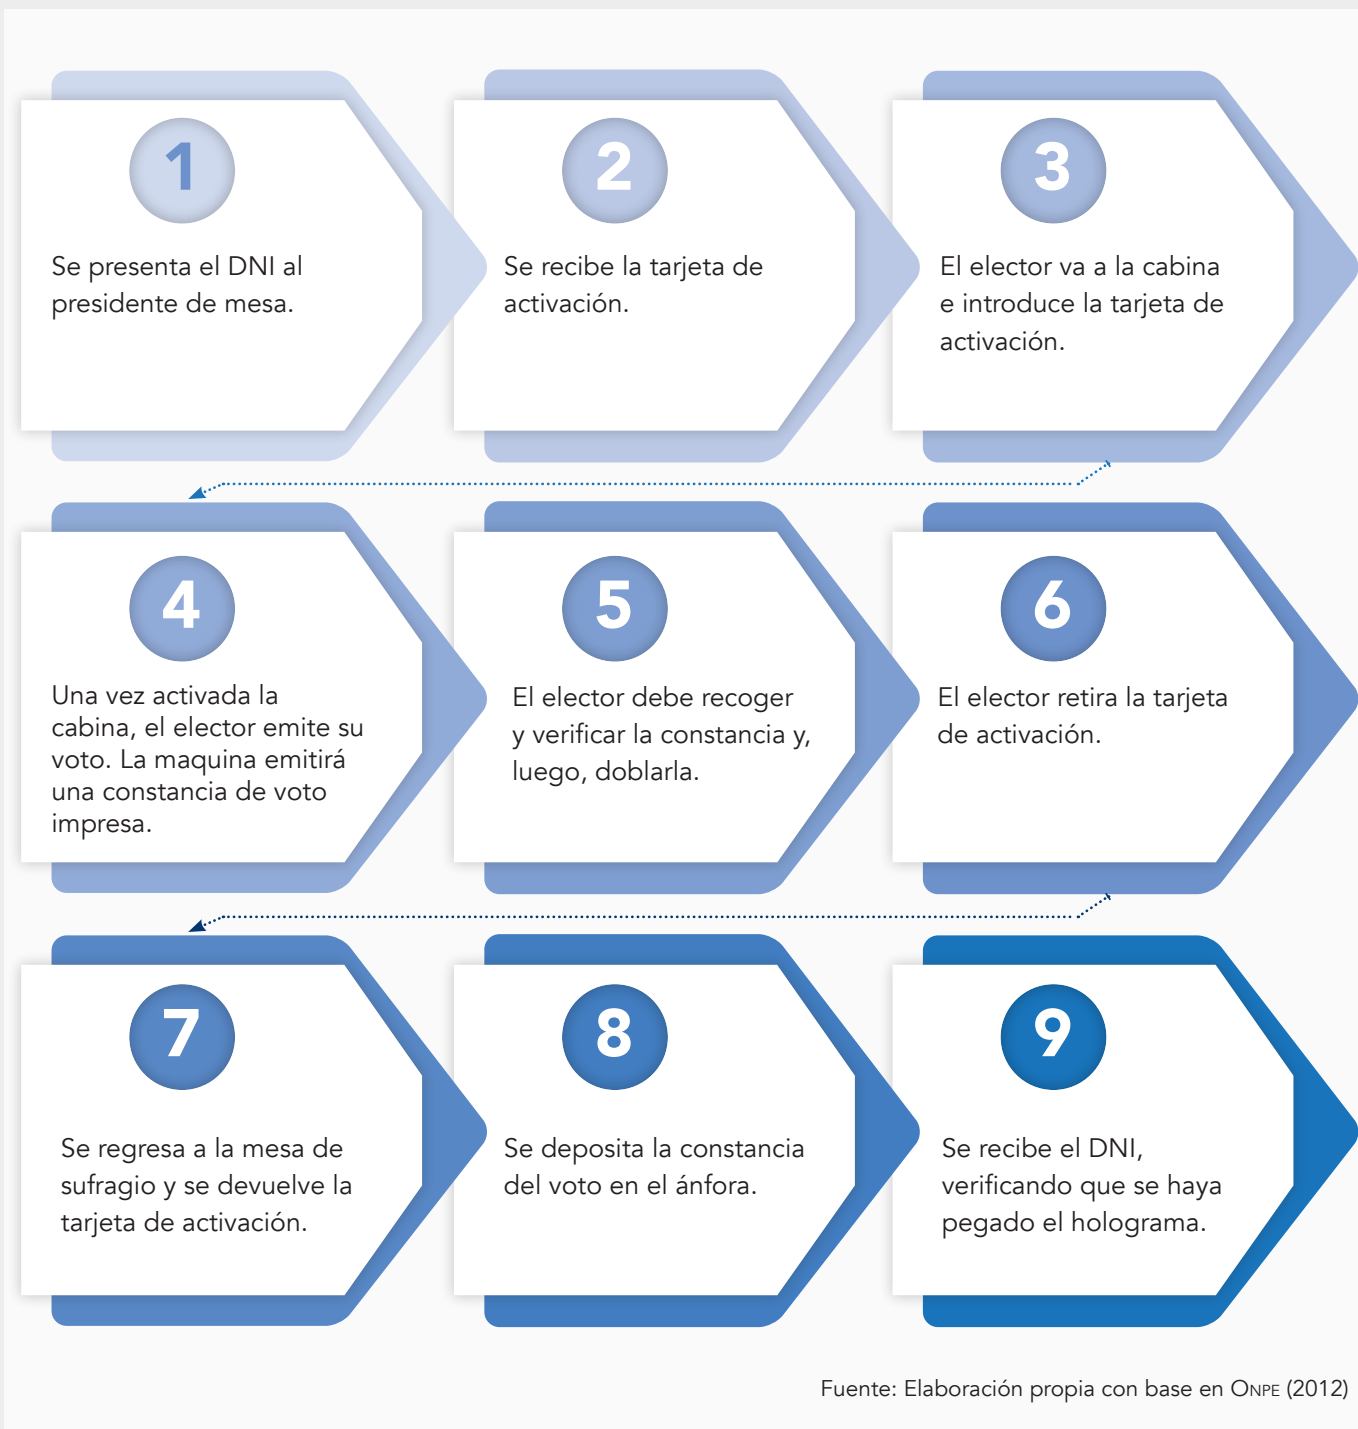 1
Se presenta el DNI al
presidente de mesa.
2
Se recibe la tarjeta de
activación.
3
El elector va a la cabina
e introduce la tarjeta de
activación.
4
Una vez activada la
cabina, el elector emite su
voto. La maquina emitirá
una constancia de voto
impresa.
5
El elector debe recoger
y verificar la constancia y,
luego, doblarla.
6
El elector retira la tarjeta
de activación.
7
Se regresa a la mesa de
sufragio y se devuelve la
tarjeta de activación.
8
Se deposita la constancia
del voto en el ánfora.
9
Se recibe el DNI,
verificando que se haya
pegado el holograma.
Fuente: Elaboración propia con base en ONPE (2012)